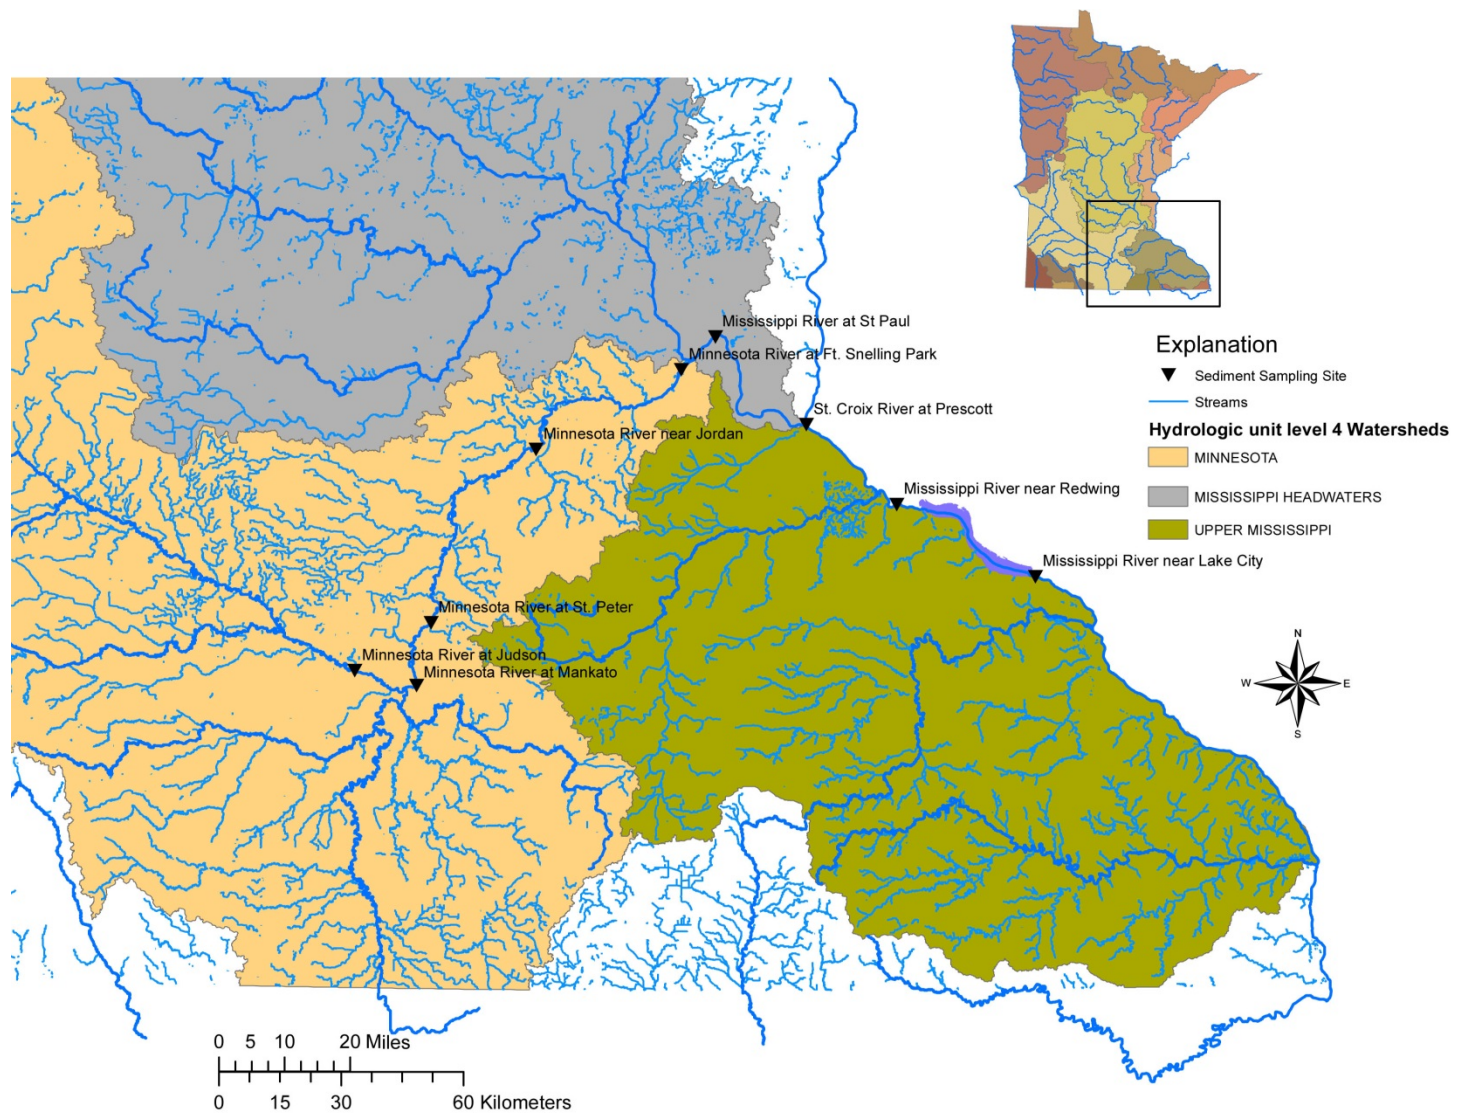 Mississippi River at St Paul
Minnesota River at Ft. Snelling Park
St. Croix River at Prescott
Minnesota River near Jordan
Mississippi River near Redwing
Mississippi River near Lake City
Minnesota River at St. Peter
Minnesota River at Judson
Minnesota River at Mankato
Explanation
Sediment Sampling Site
Streams
Hydrologic unit level 4 Watersheds
MINNESOTA
MISSISSIPPI HEADWATERS
UPPER MISSISSIPPI
N
W E
S
0 5 10 20 Miles
0 15 30 60 Kilometers